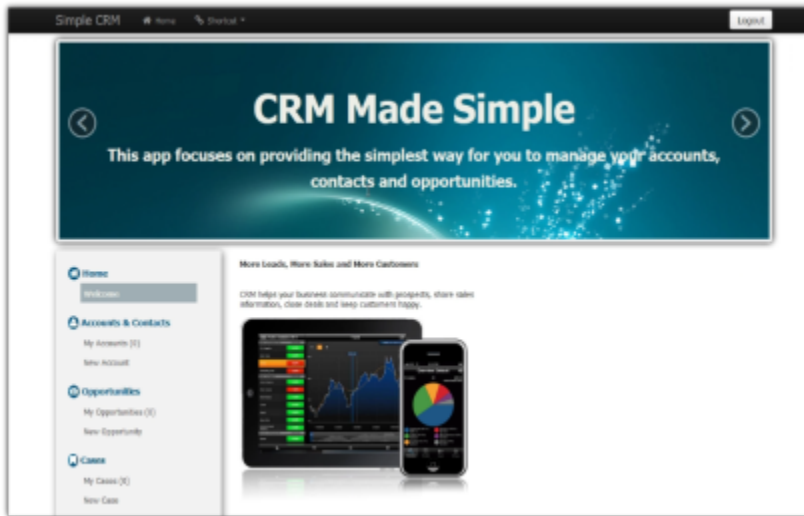 Simple CRM Home Shortcut Logout
CRM Made Simple
This app focuses on providing the simplest way for you to manage your accounts,
contacts and opportunities.
Home
Welcome
Accounts & Contacts
My Accounts (0)
New Account
Opportunities
My Opportunities (0)
New Opportunity
Cases
My Cases (0)
New Case
More Leads, More Sales and More Customers
CRM helps your business communicate with prospects, share sales
information, close deals and keep customers happy.